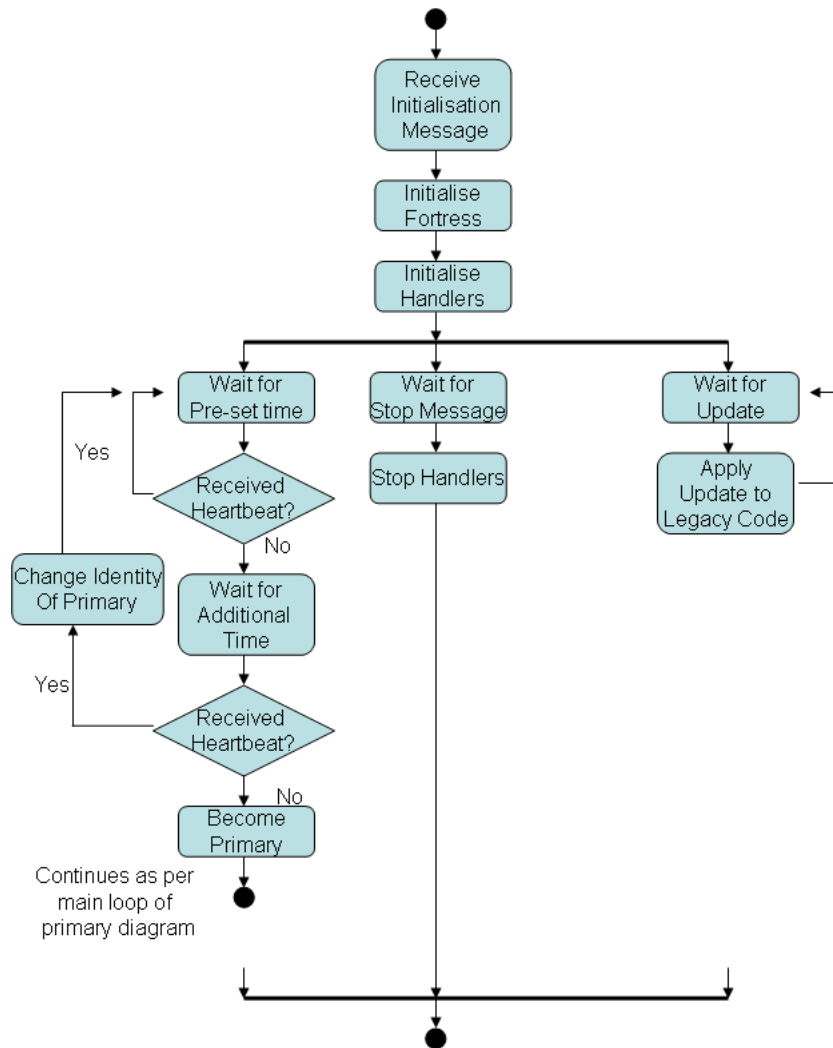 Receive
Initialisation
Message
Initialise
Fortress
Initialise
Handlers
Wait for
Pre-set time
Wait for
Stop Message
Wait for
Update
Yes
Received
Heartbeat?
Stop Handlers
Apply
Update to
Legacy Code
No
Change Identity
Of Primary
Wait for
Additional
Time
Yes
Received
Heartbeat?
No
Become
Primary
Continues as per
main loop of
primary diagram